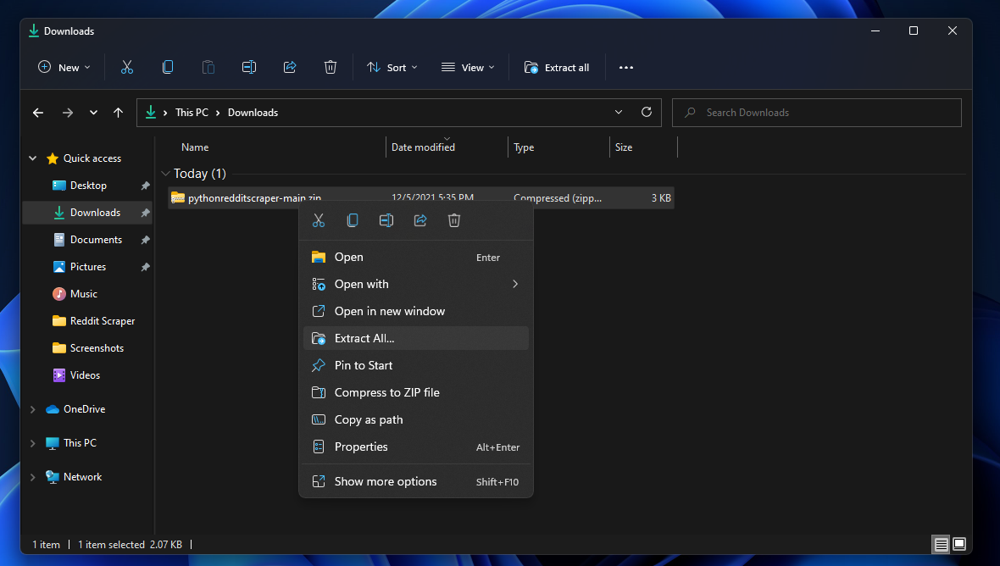 Downloads
New
Sort
View
Extract all
This PC
Downloads
Search Downloads
Name
Date modified
Type
Size
Quick access
Today (1)
Desktop
pythonredditscraper-main.zip
12/5/2021 5:35 PM
Compressed (zipp...
3 KB
Downloads
Documents
Pictures
Music
Reddit Scraper
Screenshots
Videos
OneDrive
This PC
Network
Open
Enter
Open with
Open in new window
Extract All...
Pin to Start
Compress to ZIP file
Copy as path
Properties
Alt+Enter
Show more options
Shift+F10
1 item
1 item selected 2.07 KB